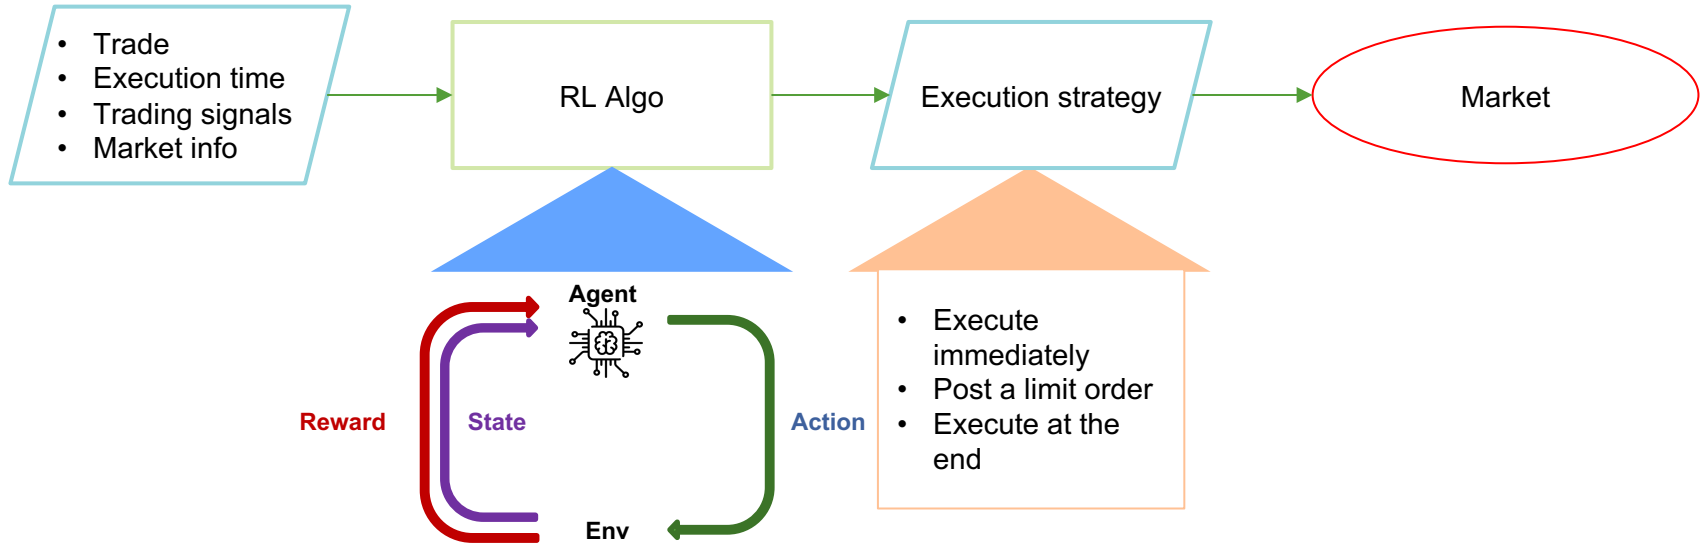 • Trade
• Execution time
• Trading signals
• Market info
RL Algo
Execution strategy
Market
Agent
Reward
State
Action
Env
• Execute
immediately
• Post a limit order
• Execute at the
end